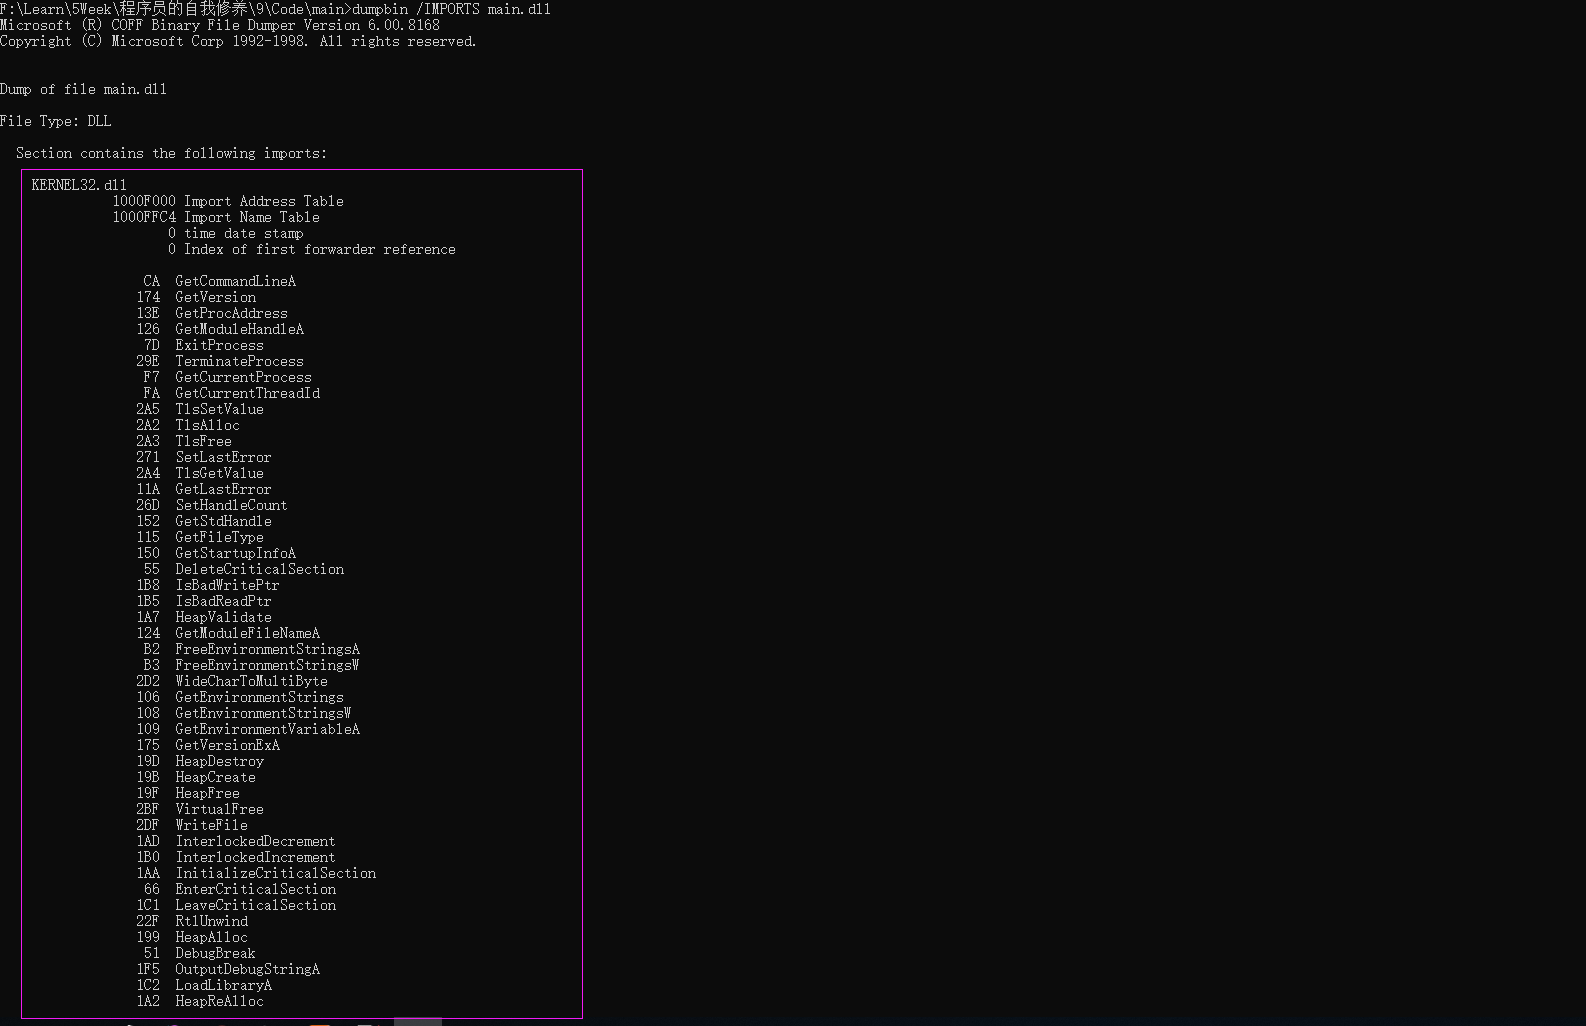 F:\Learn\5Week\程序员的自我修养\9\Code\main>dumpbin /IMPORTS main.dll
Microsoft (R) COFF Binary File Dumper Version 6.00.8168
Copyright (C) Microsoft Corp 1992-1998. All rights reserved.
Dump of file main.dll
File Type: DLL
Section contains the following imports:
KERNEL32.dll
1000F000 Import Address Table
1000FFC4 Import Name Table
0 time date stamp
0 Index of first forwarder reference
CA GetCommandLineA
174 GetVersion
13E GetProcAddress
126 GetModuleHandleA
7D ExitProcess
29E TerminateProcess
F7 GetCurrentProcess
FA GetCurrentThreadId
2A5 TlsSetValue
2A2 TlsAlloc
2A3 TlsFree
271 SetLastError
2A4 TlsGetValue
11A GetLastError
26D SetHandleCount
152 GetStdHandle
115 GetFileType
150 GetStartupInfoA
55 DeleteCriticalSection
1B8 IsBadWritePtr
1B5 IsBadReadPtr
1A7 HeapValidate
124 GetModuleFileNameA
B2 FreeEnvironmentStringsA
B3 FreeEnvironmentStringsW
2D2 WideCharToMultiByte
106 GetEnvironmentStrings
108 GetEnvironmentStringsW
109 GetEnvironmentVariableA
175 GetVersionExA
19D HeapDestroy
19B HeapCreate
19F HeapFree
2BF VirtualFree
2DF WriteFile
1AD InterlockedDecrement
1B0 InterlockedIncrement
1AA InitializeCriticalSection
66 EnterCriticalSection
1C1 LeaveCriticalSection
22F RtlUnwind
199 HeapAlloc
51 DebugBreak
1F5 OutputDebugStringA
1C2 LoadLibraryA
1A2 HeapReAlloc